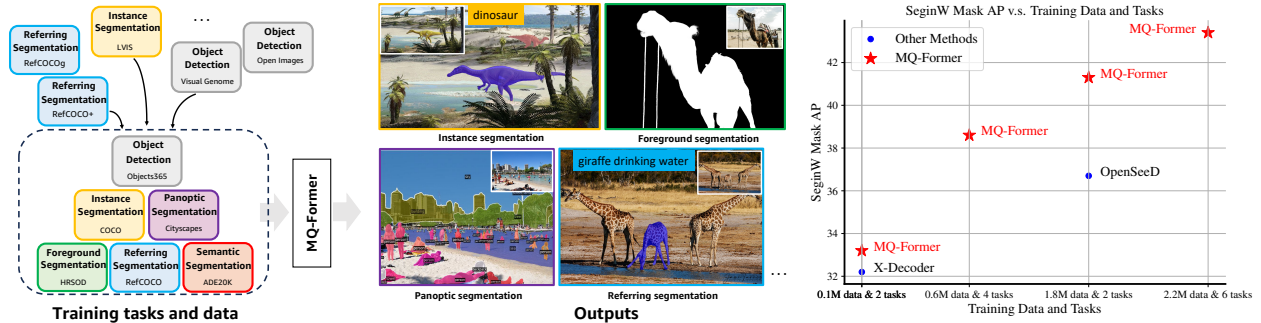 Instance
Segmentation
LVIS
...
Referring
Segmentation
RefCOCOg
Object
Detection
Visual Genome
Object
Detection
Open Images
Referring
Segmentation
RefCOCO+
Object
Detection
Objects365
Instance
Segmentation
COCO
Panoptic
Segmentation
Cityscapes
Foreground
Segmentation
HRSOD
Referring
Segmentation
RefCOCO
Semantic
Segmentation
ADE20K
Training tasks and data
MQ-Former
dinosaur
Instance segmentation
Foreground segmentation
giraffe drinking water
Panoptic segmentation
Referring segmentation
...
Outputs
SeginW Mask AP v.s. Training Data and Tasks
Other Methods
MQ-Former
MQ-Former
MQ-Former
MQ-Former
OpenSeeD
MQ-Former
X-Decoder
SeginW Mask AP
42
40
38
36
34
33
32
0.1M data & 2 tasks
0.6M data & 4 tasks
1.8M data & 2 tasks
2.2M data & 6 tasks
Training Data and Tasks